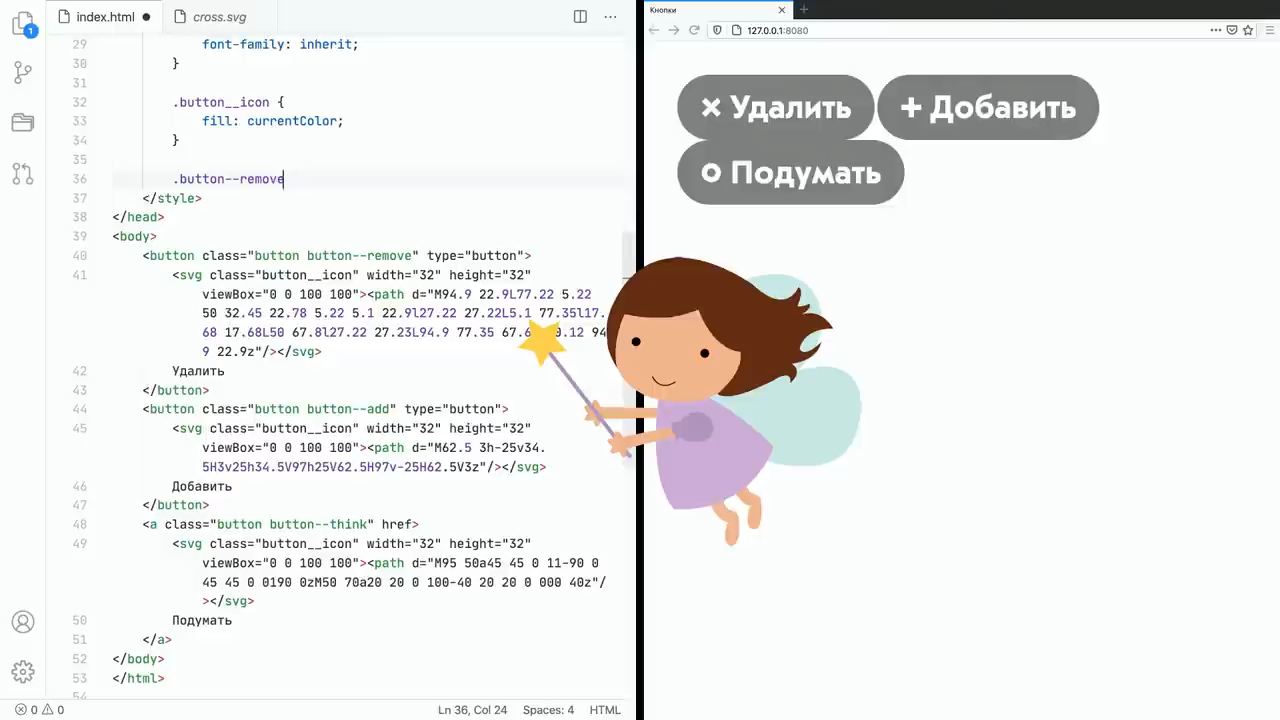 index.html
cross.svg
1
29 font-family: inherit;
30 }
31
32 .button__icon {
33 fill: currentColor;
34 }
35
36 .button--remove
37 </style>
38 </head>
39 <body>
40 <button class="button button--remove" type="button">
41 <svg class="button__icon" width="32" height="32"
viewBox="0 0 100 100"><path d="M94.9 22.9L77.22 5.22
50 32.45 22.78 5.22 5.1 22.9l27.22 27.22L5.1 77.35l17.
68 17.68L50 67.8l27.22 27.23L94.9 77.35 67.6 0.12 94
9 22.9z"/></svg>
42 Удалить
43 </button>
44 <button class="button button--add" type="button">
45 <svg class="button__icon" width="32" height="32"
viewBox="0 0 100 100"><path d="M62.5 3h-25v34.
5H3v25h34.5V97h25V62.5H97v-25H62.5V3z"/></svg>
46 Добавить
47 </button>
48 <a class="button button--think" href>
49 <svg class="button__icon" width="32" height="32"
viewBox="0 0 100 100"><path d="M95 50a45 45 0 11-90 0
45 45 0 0190 0zM50 70a20 20 0 100-40 20 20 0 000 40z"/
></svg>
50 Подумать
51 </a>
52 </body>
53 </html>
54
0 0
Ln 36, Col 24 Spaces: 4 HTML
Кнопки
127.0.0.1:8080
Удалить
Добавить
Подумать